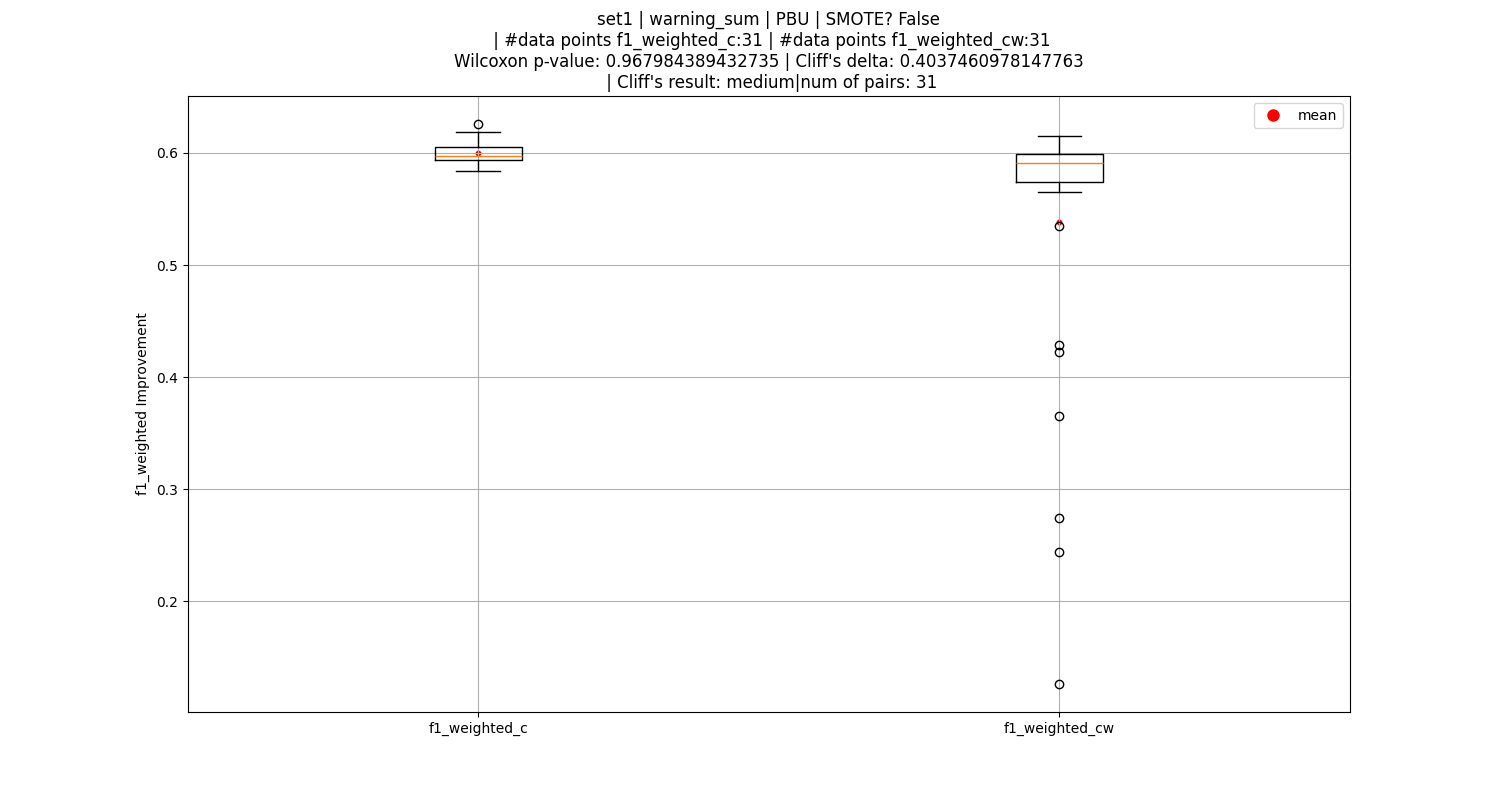 set1 | warning_sum | PBU | SMOTE? False
| #data points f1_weighted_c:31 | #data points f1_weighted_cw:31
Wilcoxon p-value: 0.967984389432735 | Cliff's delta: 0.4037460978147763
| Cliff's result: medium|num of pairs: 31
mean
0.6
0.5
0.4
0.3
0.2
f1_weighted Improvement
f1_weighted_c
f1_weighted_cw